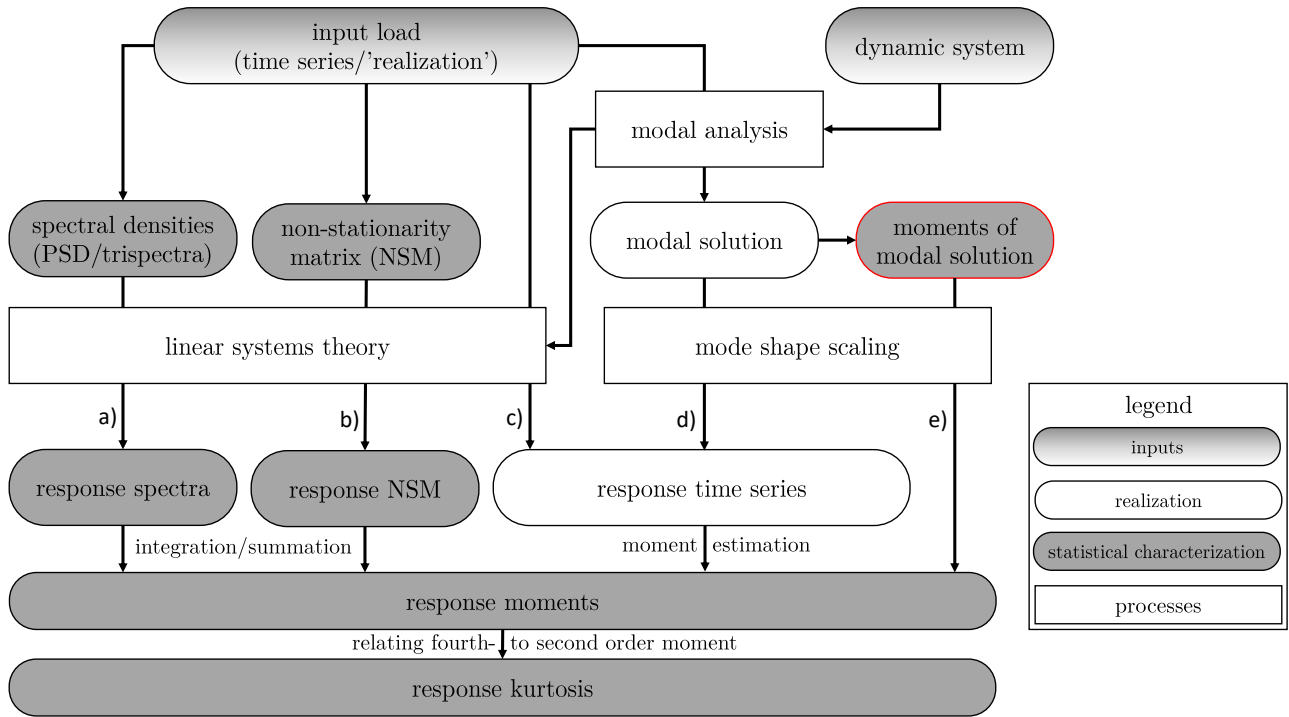 input load
(time series/'realization')
dynamic system
modal analysis
spectral densities
(PSD/trispectra)
non-stationarity
matrix (NSM)
modal solution
moments of
modal solution
linear systems theory
mode shape scaling
a)
b)
c)
d)
e)
response spectra
response NSM
response time series
integration/summation
moment estimation
response moments
relating fourth- to second order moment
response kurtosis
legend
inputs
realization
statistical characterization
processes